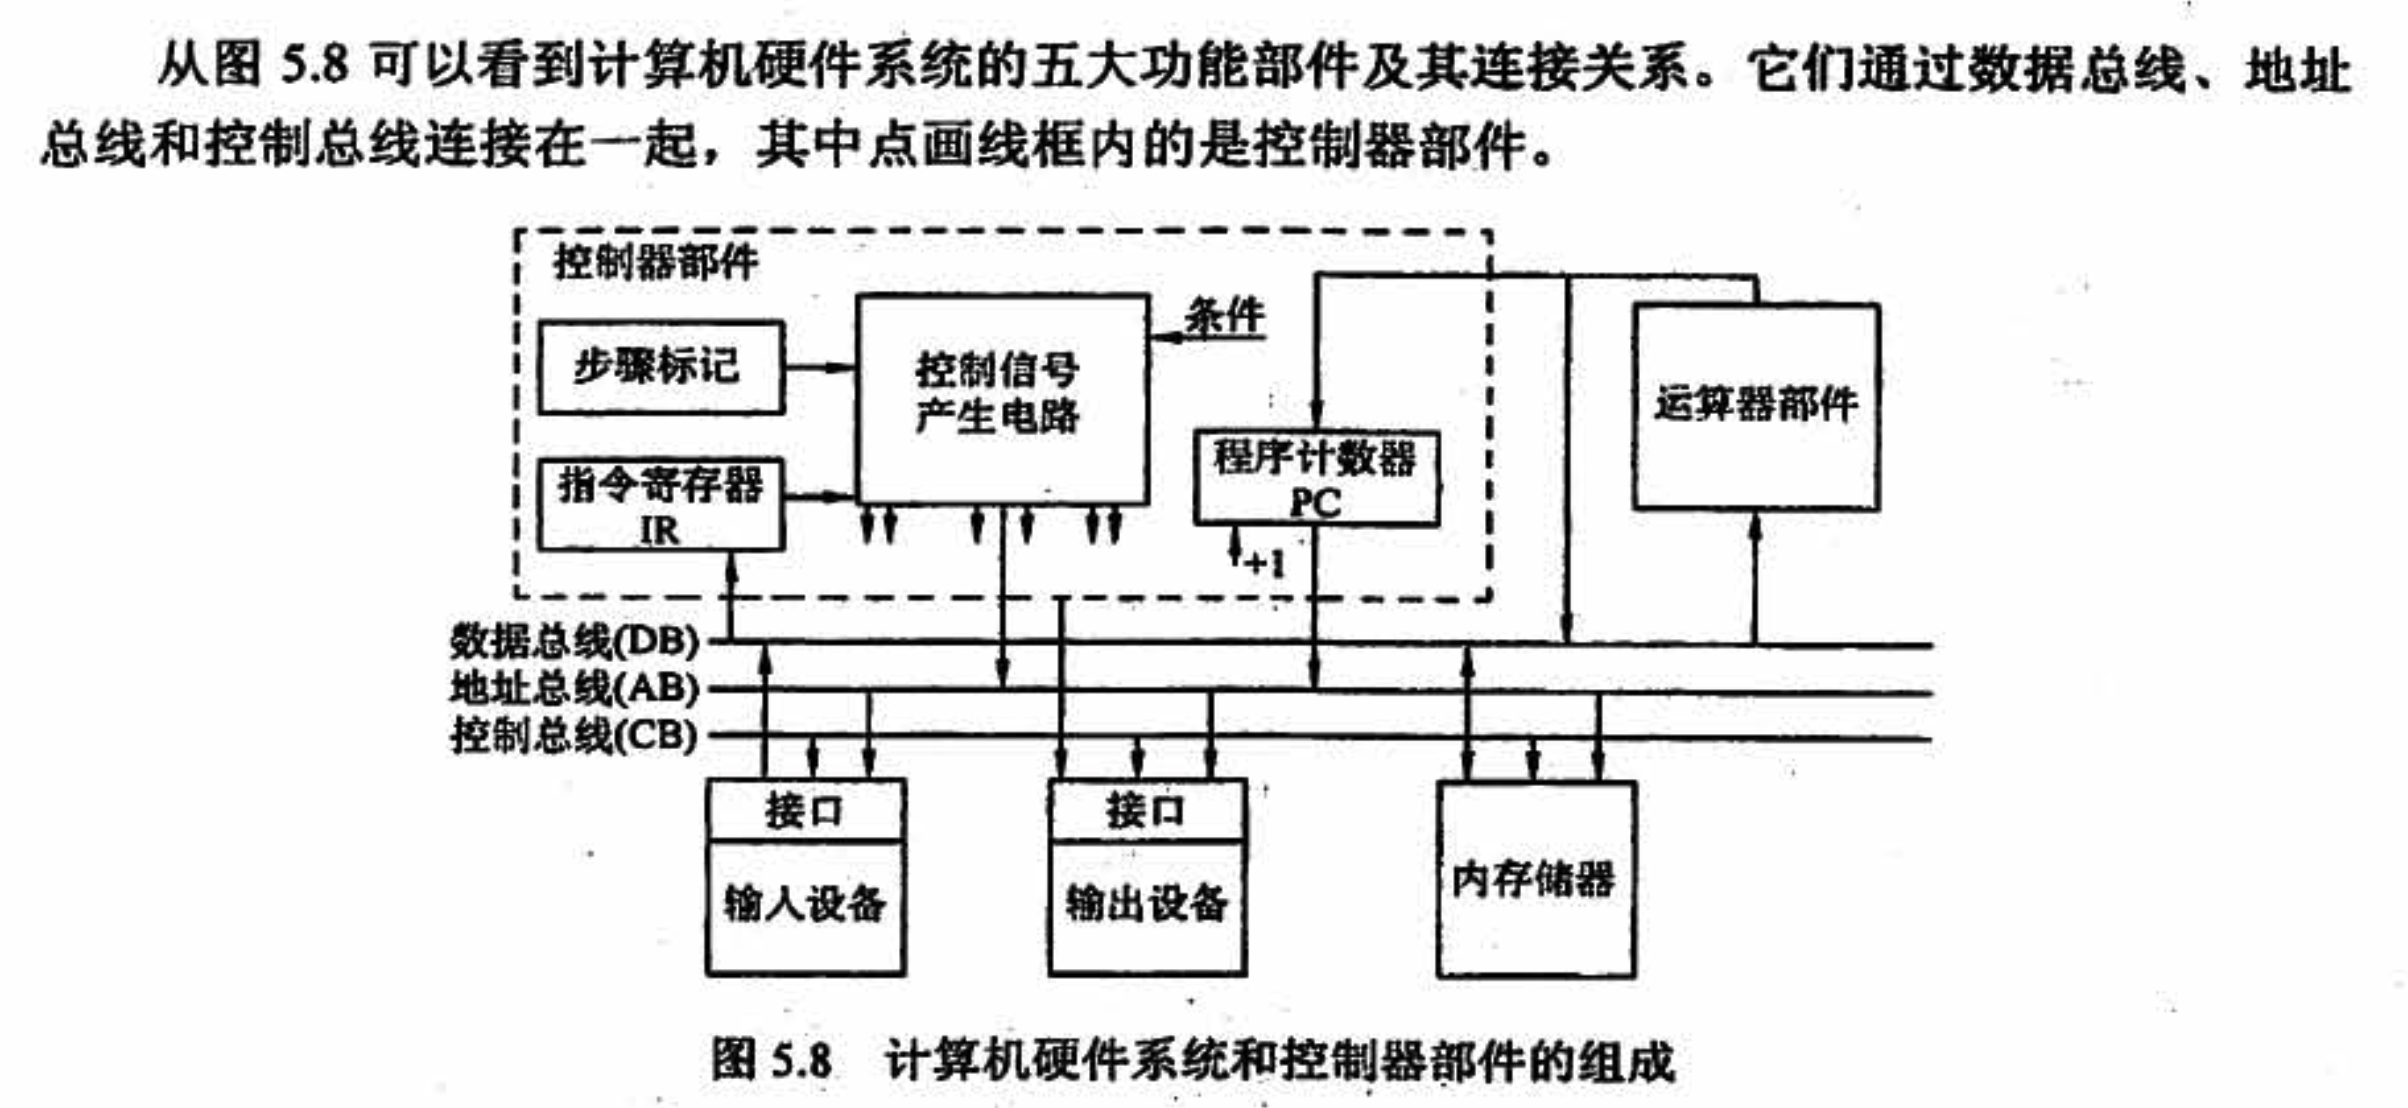 从图 5.8 可以看到计算机硬件系统的五大功能部件及其连接关系。它们通过数据总线、地址
总线和控制总线连接在一起，其中点画线框内的是控制器部件。
控制器部件
步骤标记
控制信号
产生电路
条件
运算器部件
指令寄存器
IR
程序计数器
PC
+1
数据总线(DB)
地址总线(AB)
控制总线(CB)
接口
输入设备
接口
输出设备
内存储器
图 5.8 计算机硬件系统和控制器部件的组成